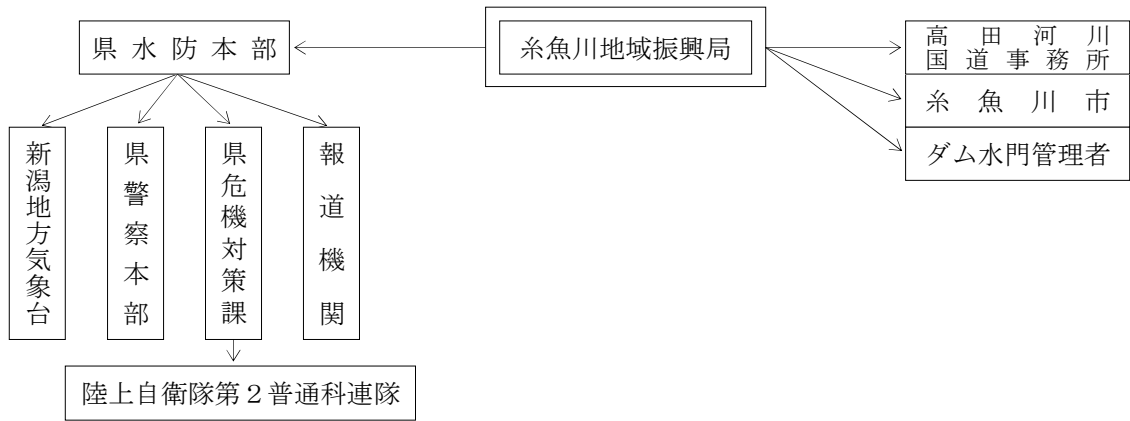 県水防本部
糸魚川地域振興局
高田河川
国道事務所
糸魚川市
ダム水門管理者
新潟地方気象台
県警察本部
県危機対策課
報道機関
陸上自衛隊第２普通科連隊